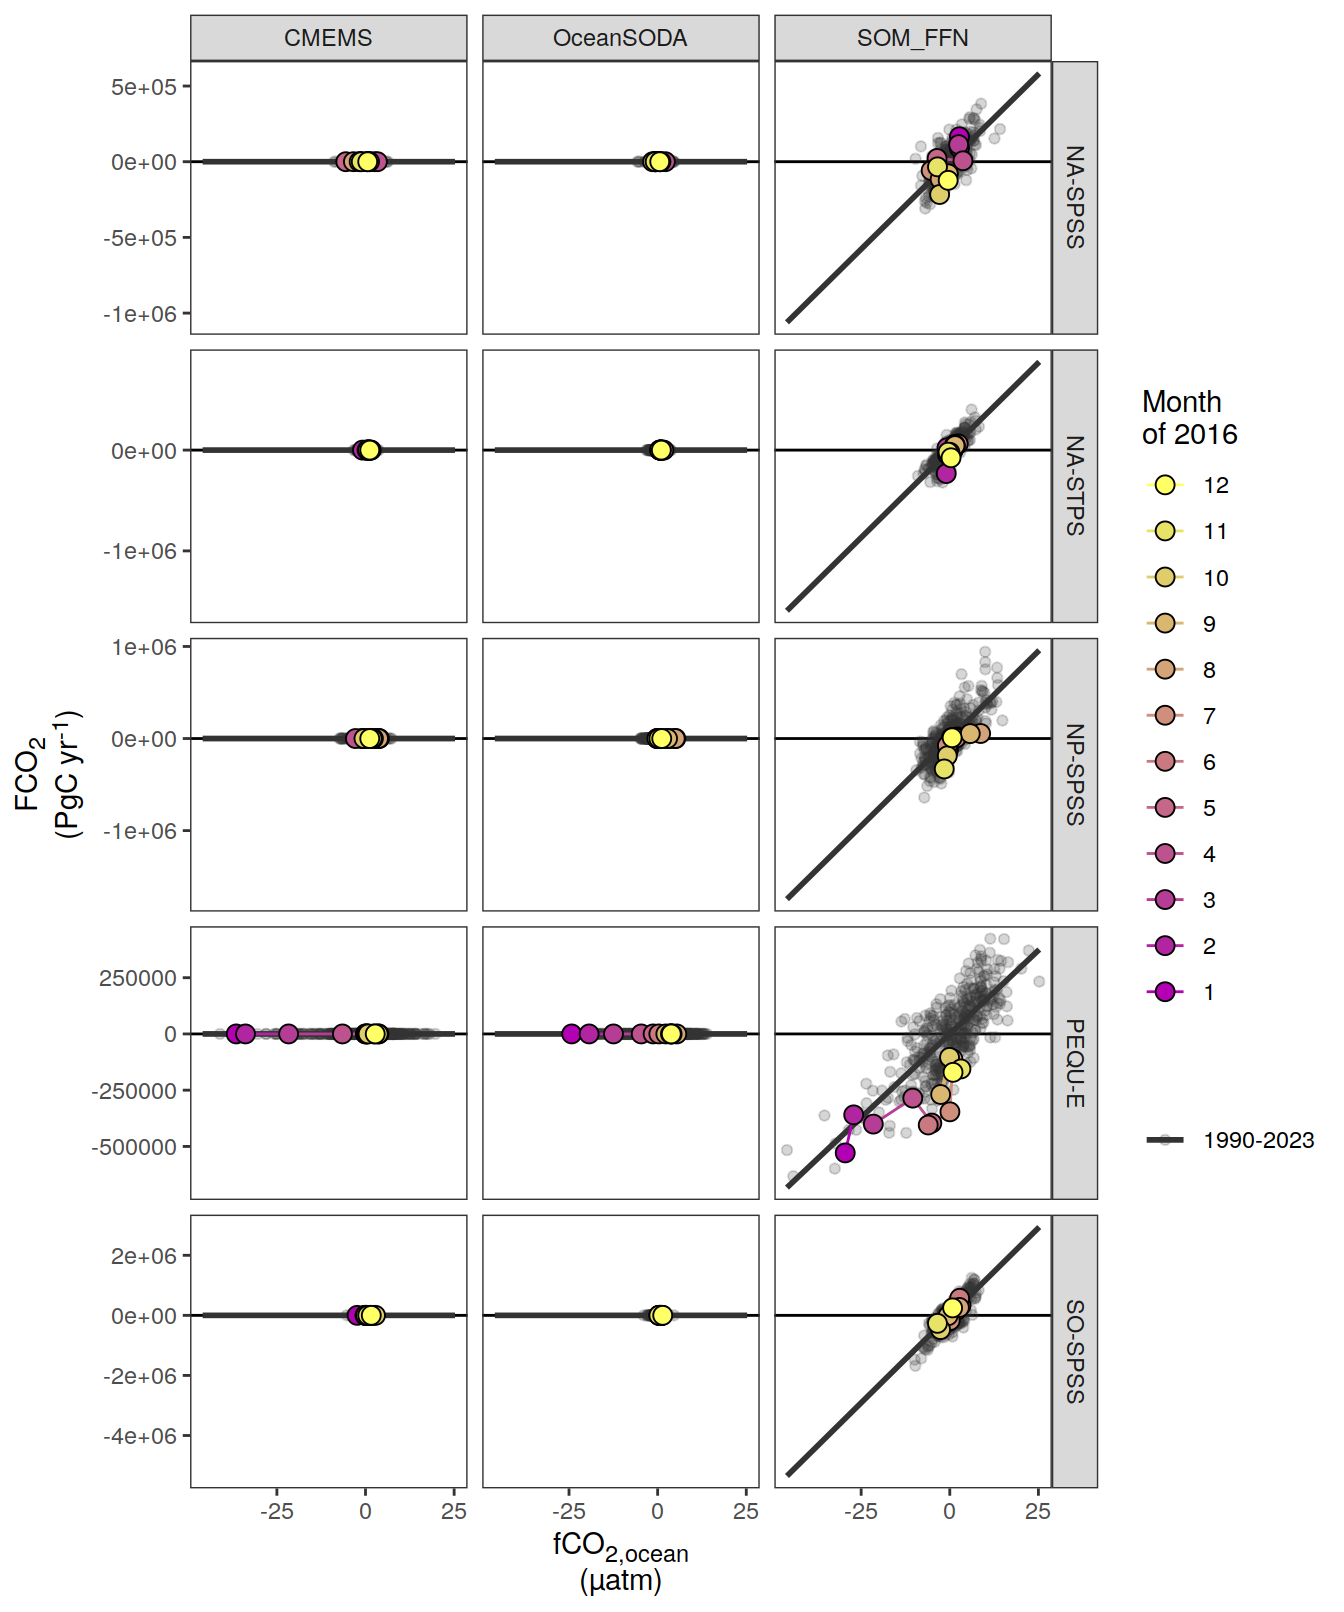 CMEMS OceanSODA SOM_FFN
5e+05
0e+00
-5e+05
-1e+06
NA-SPSS
0e+00
-1e+06
NA-STPS
1e+06
0e+00
-1e+06
NP-SPSS
250000
0
-250000
-500000
PEQU-E
2e+06
0e+00
-2e+06
-4e+06
SO-SPSS
-25 0 25 -25 0 25 -25 0 25
fCO2,ocean
(µatm)
FCO2
(PgC yr-1)
Month
of 2016
12
11
10
9
8
7
6
5
4
3
2
1
1990-2023